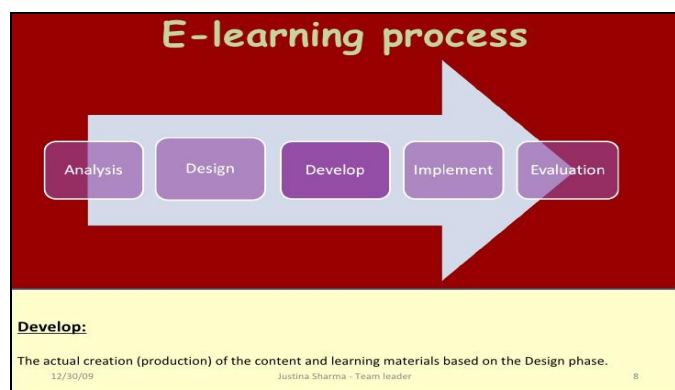 E-learning process
Analysis
Design
Develop
Implement
Evaluation
Develop:
The actual creation (production) of the content and learning materials based on the Design phase.
12/30/09
Justina Sharma - Team leader
8